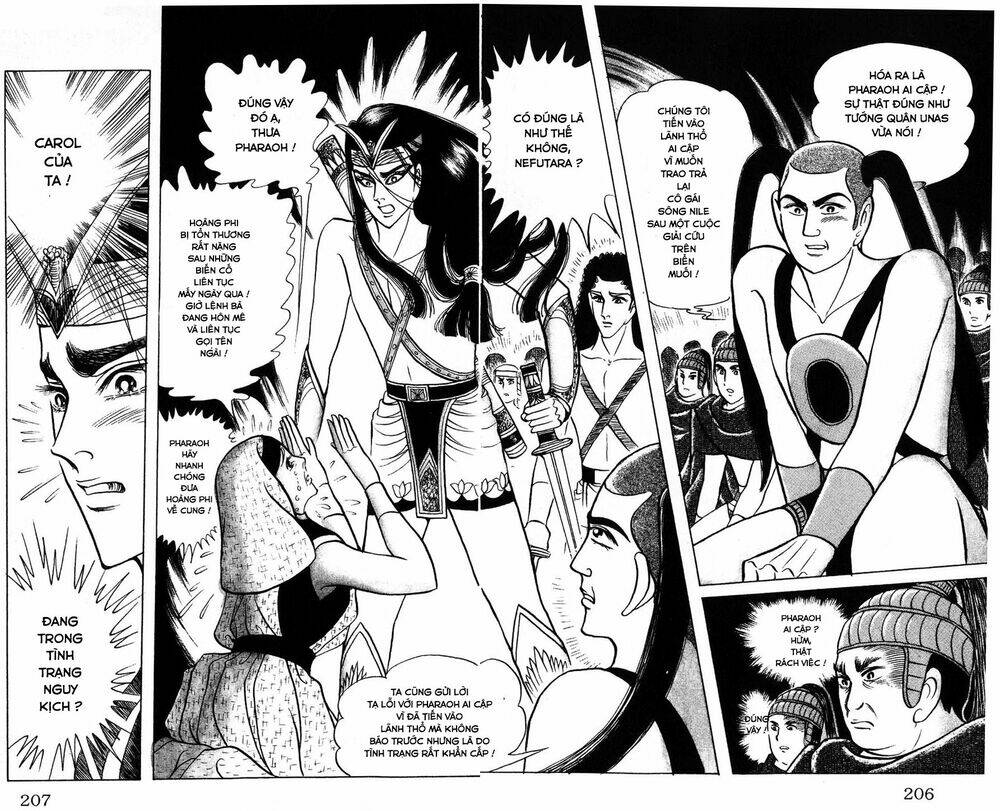 HÓA RA LÀ
PHARAOH AI CẬP !
SỰ THẬT ĐÚNG NHƯ
TƯỚNG QUÂN UNAS
VỪA NÓI !
CHÚNG TÔI
TIẾN VÀO
LÃNH THỔ
AI CẬP
VÌ MUỐN
TRAO TRẢ
LẠI
CÔ GÁI
SÔNG NILE
SAU MỘT CUỘC
GIẢI CỨU
TRÊN
BIỂN
MUỐI !
PHARAOH
AI CẬP ?
HỪM,
THẬT
RÁCH VIỆC !
ĐÚNG
VẬY !
206
CÓ ĐÚNG LÀ
NHƯ THẾ
KHÔNG,
NEFUTARA ?
ĐÚNG VẬY
ĐÓ Ạ,
THƯA
PHARAOH !
HOÀNG PHI
BỊ TỔN THƯƠNG
RẤT NẶNG
SAU NHỮNG
BIẾN CỐ
LIÊN TỤC
MẤY NGÀY QUA !
GIỜ LỆNH BÀ
ĐANG HÔN MÊ
VÀ LIÊN TỤC
GỌI TÊN
NGÀI !
PHARAOH
HÃY
NHANH
CHÓNG
ĐƯA
HOÀNG PHI
VỀ CUNG !
TA CŨNG GỬI LỜI
TẠ LỖI VỚI PHARAOH AI CẬP
VÌ ĐÃ TIẾN VÀO
LÃNH THỔ MÀ KHÔNG
BÁO TRƯỚC NHƯNG LÀ DO
TÌNH TRẠNG RẤT KHẨN CẤP !
CAROL
CỦA
TA !
ĐANG
TRONG
TÌNH
TRẠNG
NGUY
KỊCH ?
207